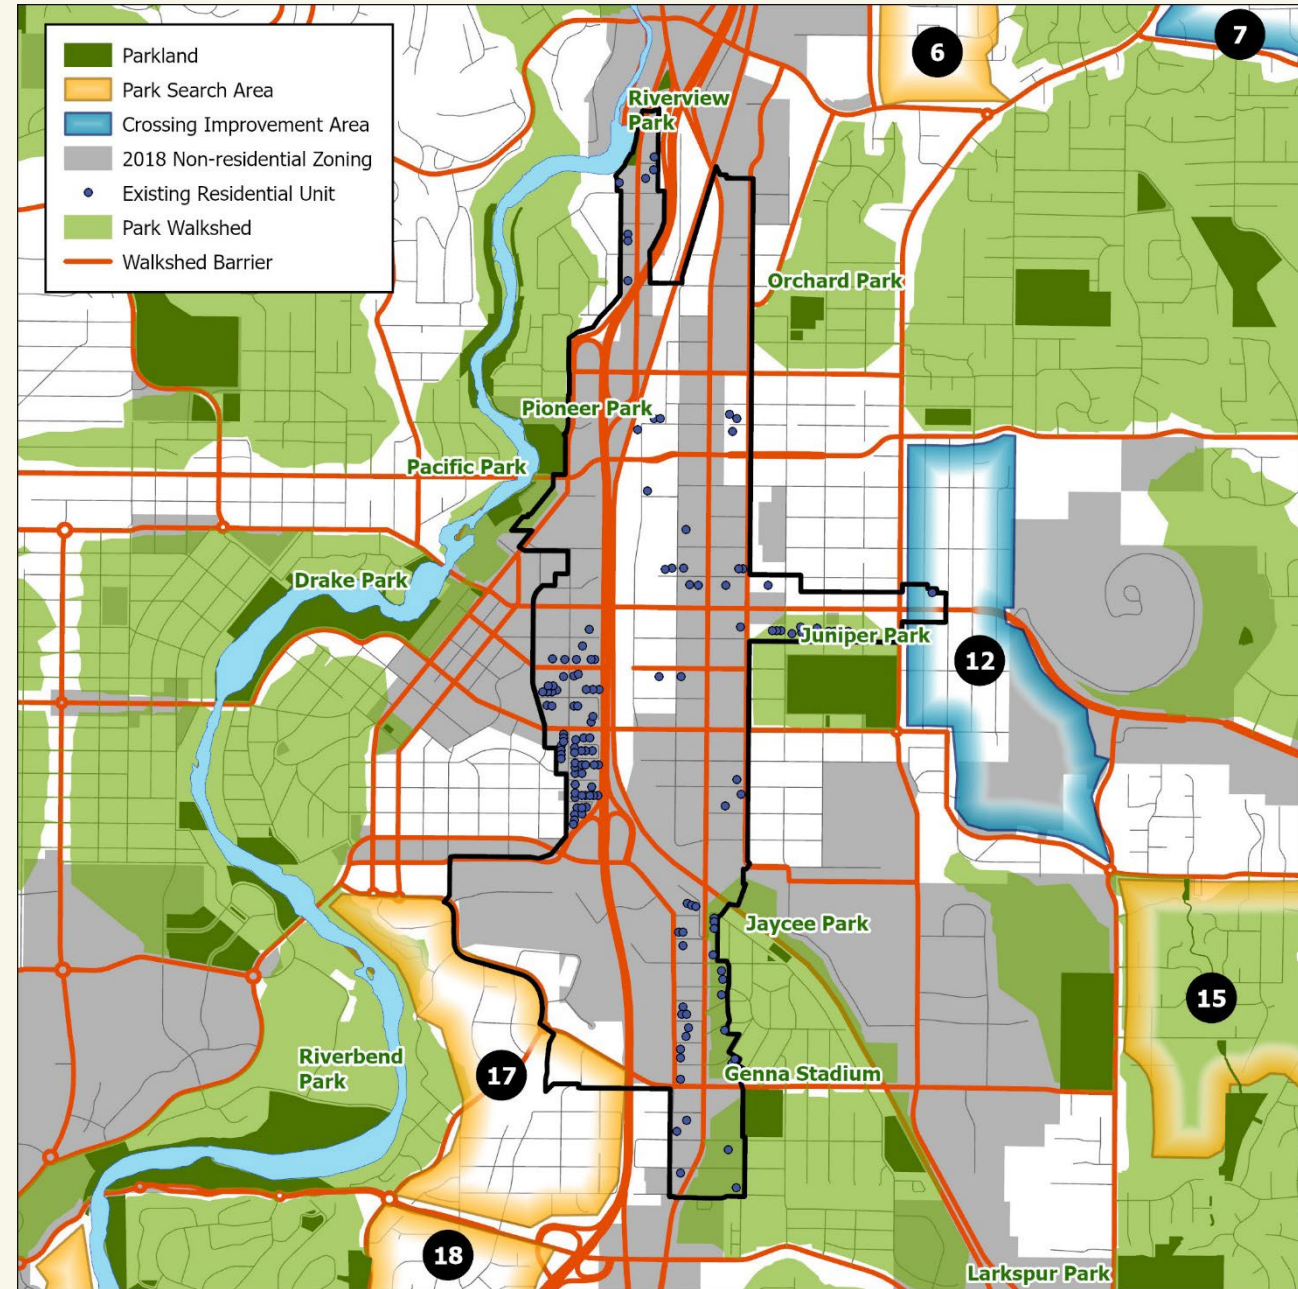 Parkland
Park Search Area
Crossing Improvement Area
2018 Non-residential Zoning
Existing Residential Unit
Park Walkshed
Walkshed Barrier
6
7
Riverview
Park
Orchard Park
Pioneer Park
Pacific Park
Drake Park
Juniper Park
12
Jaycee Park
15
Riverbend
Park
17
Genna Stadium
18
Larkspur Park